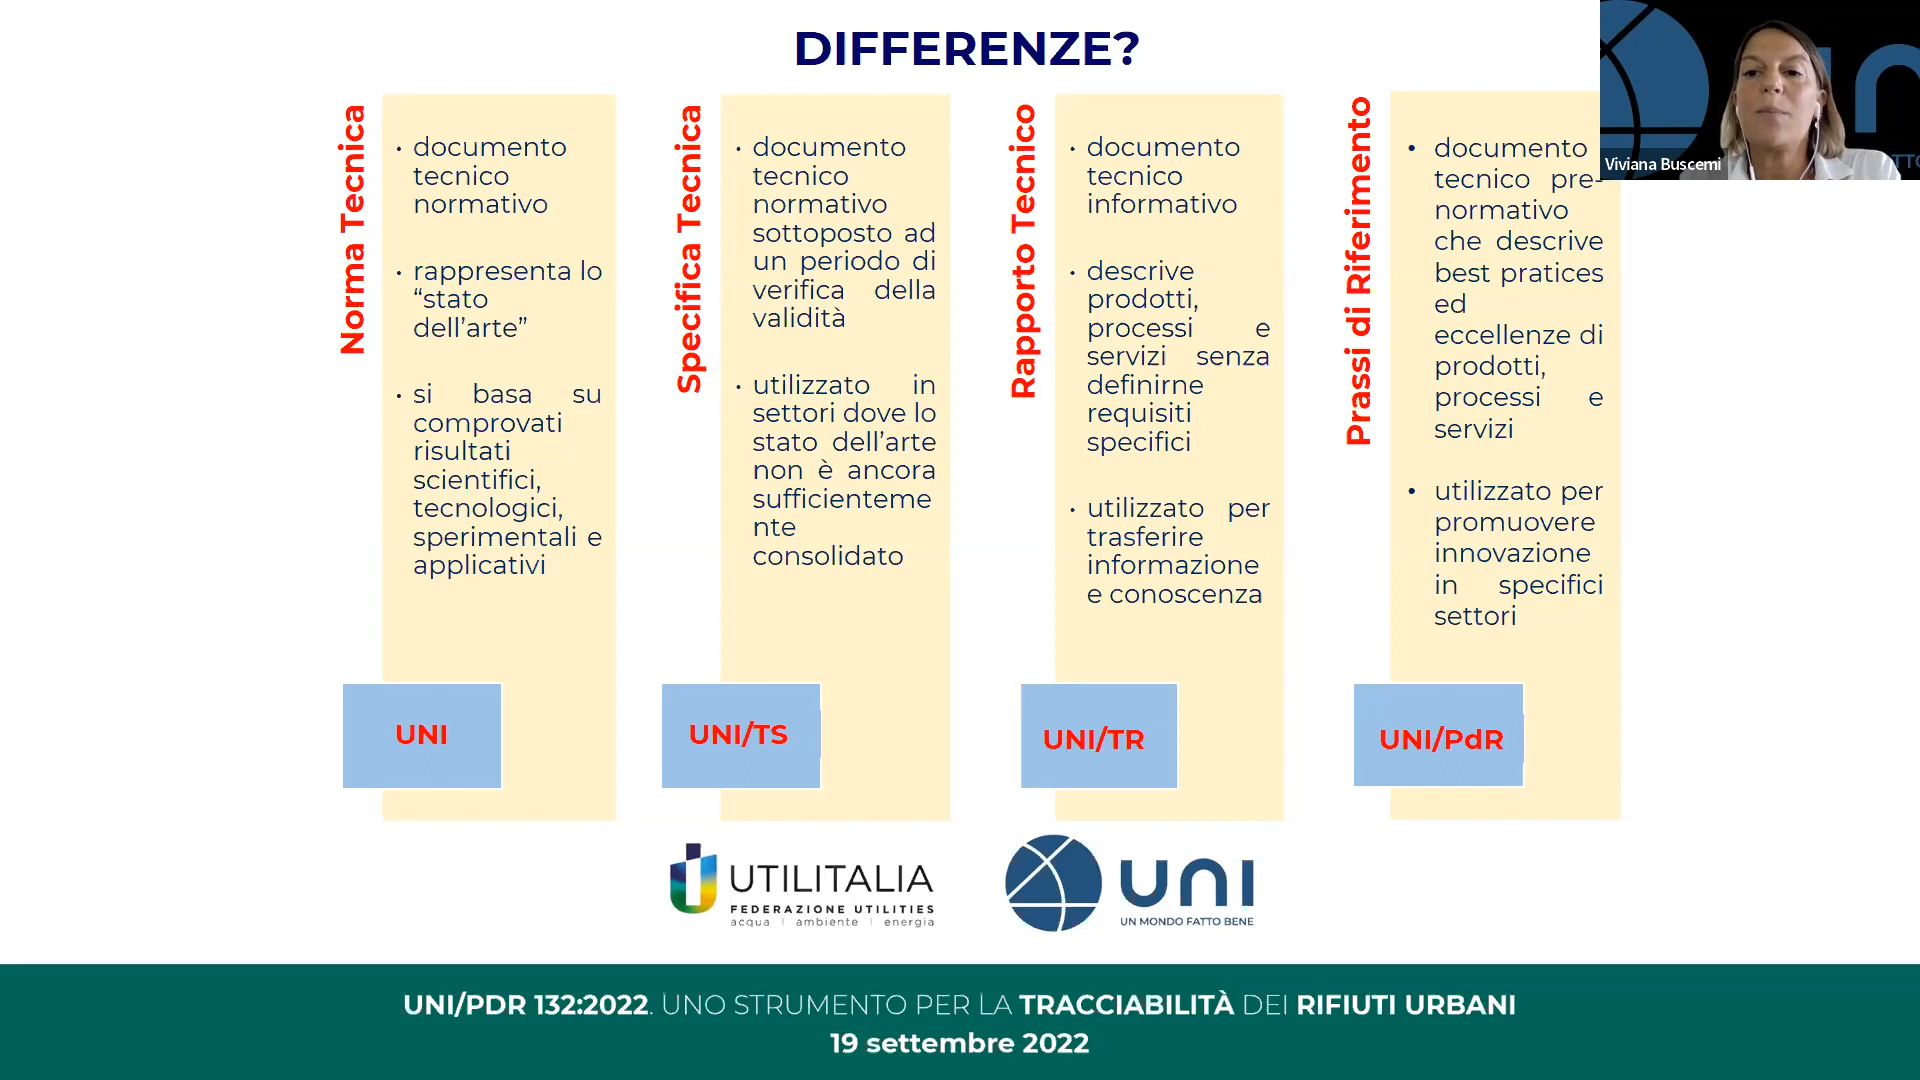 DIFFERENZE?
Norma Tecnica
• documento
tecnico
normativo
• rappresenta lo
“stato
dell’arte”
• si basa su
comprovati
risultati
scientifici,
tecnologici,
sperimentali e
applicativi
UNI
Specifica Tecnica
• documento
tecnico
normativo
sottoposto ad
un periodo di
verifica della
validità
• utilizzato in
settori dove lo
stato dell’arte
non è ancora
sufficienteme
nte
consolidato
UNI/TS
Rapporto Tecnico
• documento
tecnico
informativo
• descrive
prodotti,
processi e
servizi senza
definirne
requisiti
specifici
• utilizzato per
trasferire
informazione
e conoscenza
UNI/TR
Prassi di Riferimento
• documento
tecnico pre-
normativo
che descrive
best pratices
ed
eccellenze di
prodotti,
processi e
servizi
• utilizzato per
promuovere
innovazione
in specifici
settori
UNI/PdR
Viviana Buscemi
UTILITALIA
FEDERAZIONE UTILITIES
acqua | ambiente | energia
UNI
UN MONDO FATTO BENE
UNI/PDR 132:2022. UNO STRUMENTO PER LA TRACCIABILITÀ DEI RIFIUTI URBANI
19 settembre 2022